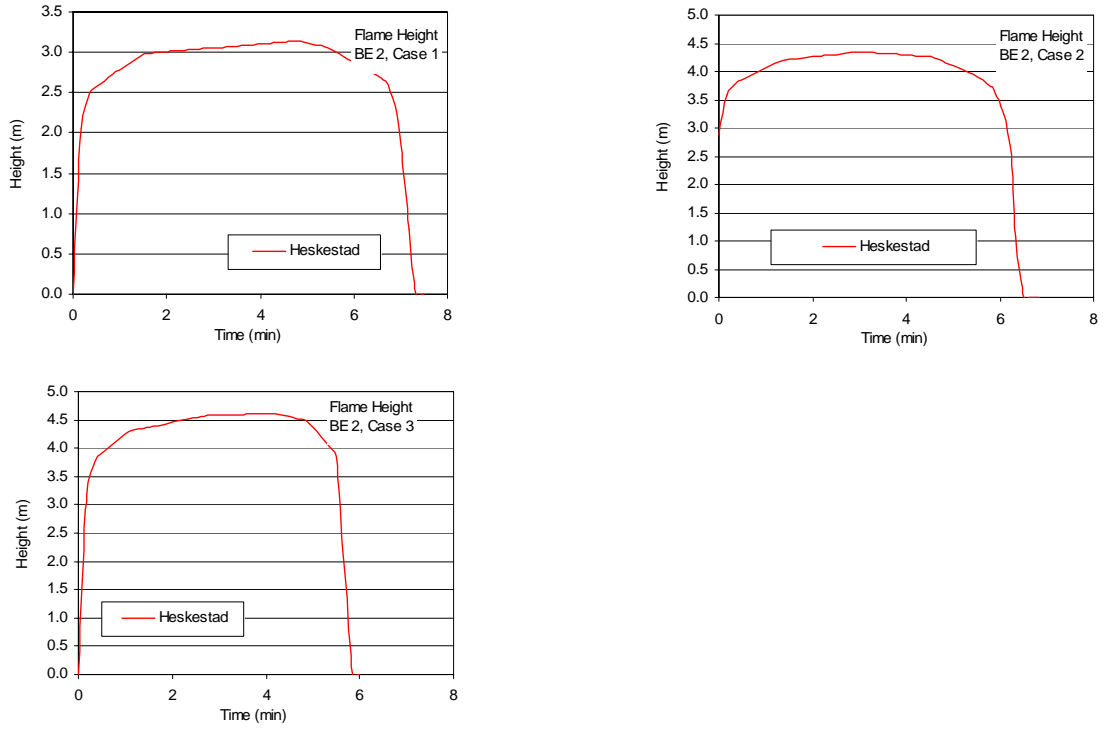 3.5
3.0
2.5
2.0
1.5
1.0
0.5
0.0
Height (m)
Flame Height
BE 2, Case 1
Heskestad
0 2 4 6 8
Time (min)
5.0
4.5
4.0
3.5
3.0
2.5
2.0
1.5
1.0
0.5
0.0
Height (m)
Flame Height
BE 2, Case 2
Heskestad
0 2 4 6 8
Time (min)
5.0
4.5
4.0
3.5
3.0
2.5
2.0
1.5
1.0
0.5
0.0
Height (m)
Flame Height
BE 2, Case 3
Heskestad
0 2 4 6 8
Time (min)